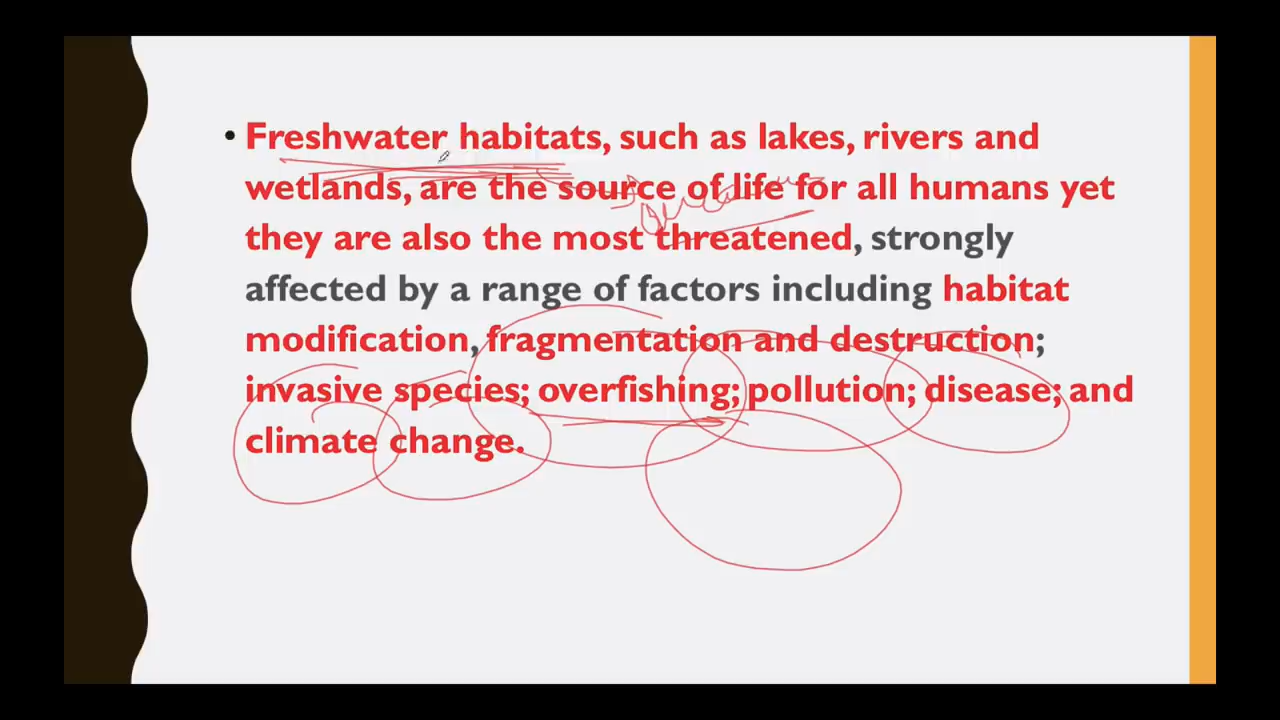 • Freshwater habitats, such as lakes, rivers and
wetlands, are the source of life for all humans yet
they are also the most threatened, strongly
affected by a range of factors including habitat
modification, fragmentation and destruction;
invasive species; overfishing; pollution; disease; and
climate change.